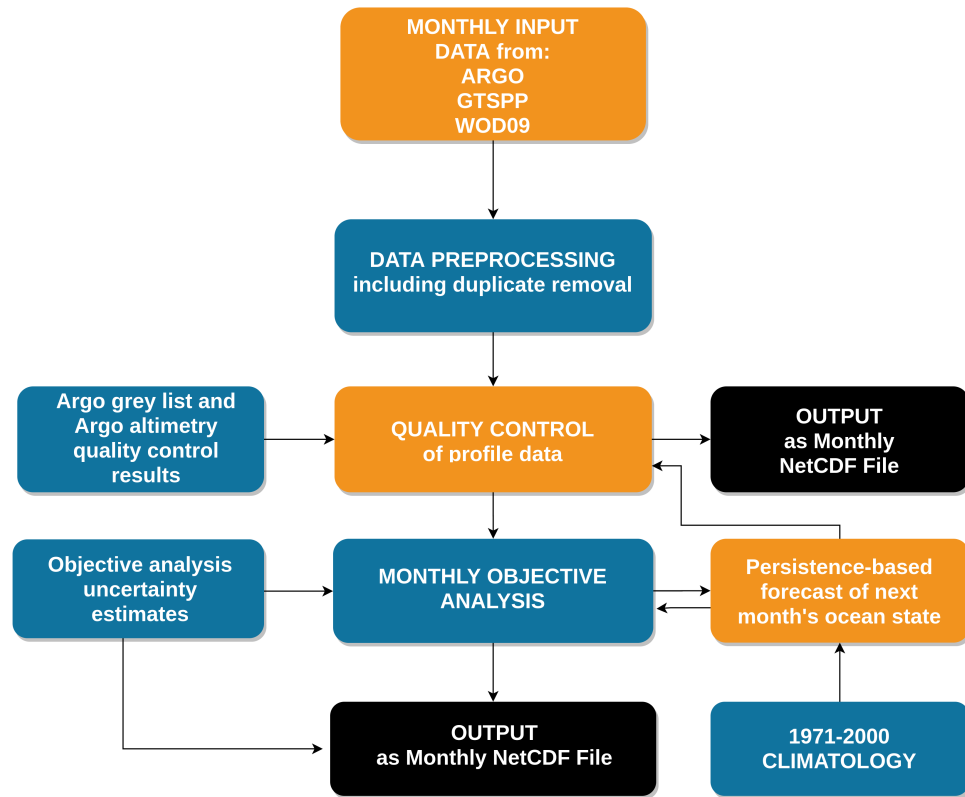 MONTHLY INPUT
DATA from:
ARGO
GTSPP
WOD09
DATA PREPROCESSING
including duplicate removal
Argo grey list and
Argo altimetry
quality control
results
QUALITY CONTROL
of profile data
OUTPUT
as Monthly
NetCDF File
Objective analysis
uncertainty
estimates
MONTHLY OBJECTIVE
ANALYSIS
Persistence-based
forecast of next
month's ocean state
OUTPUT
as Monthly NetCDF File
1971-2000
CLIMATOLOGY